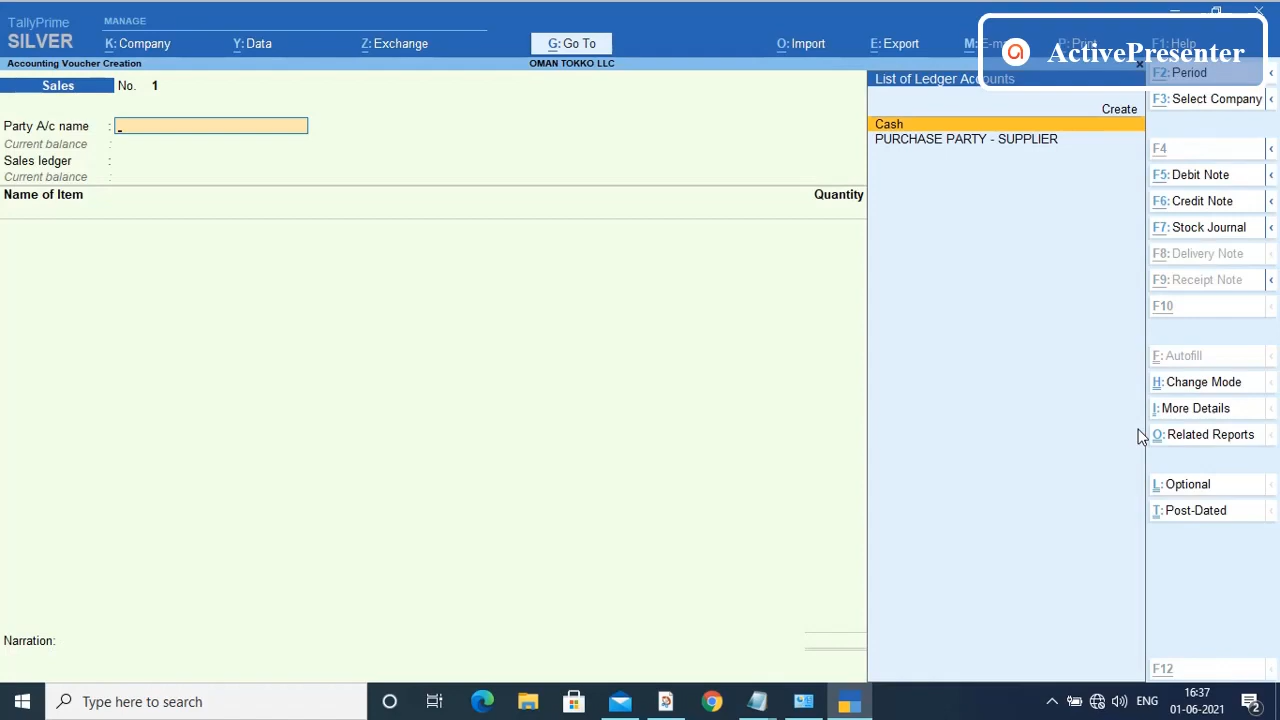 TallyPrime
MANAGE
SILVER
K: Company
Y: Data
Z: Exchange
G: Go To
O: Import
E: Export
ActivePresenter
Accounting Voucher Creation
OMAN TOKKO LLC
×
Sales
No. 1
List of Ledger Accounts
F2: Period
F3: Select Company
Create
Party A/c name :
Cash
Current balance :
PURCHASE PARTY - SUPPLIER
F4
Sales ledger :
Current balance :
F5: Debit Note
Name of Item
Quantity
F6: Credit Note
F7: Stock Journal
F8: Delivery Note
F9: Receipt Note
F10
F: Autofill
H: Change Mode
I: More Details
O: Related Reports
L: Optional
T: Post-Dated
Narration:
F12
Type here to search
ENG
16:37
01-06-2021
2